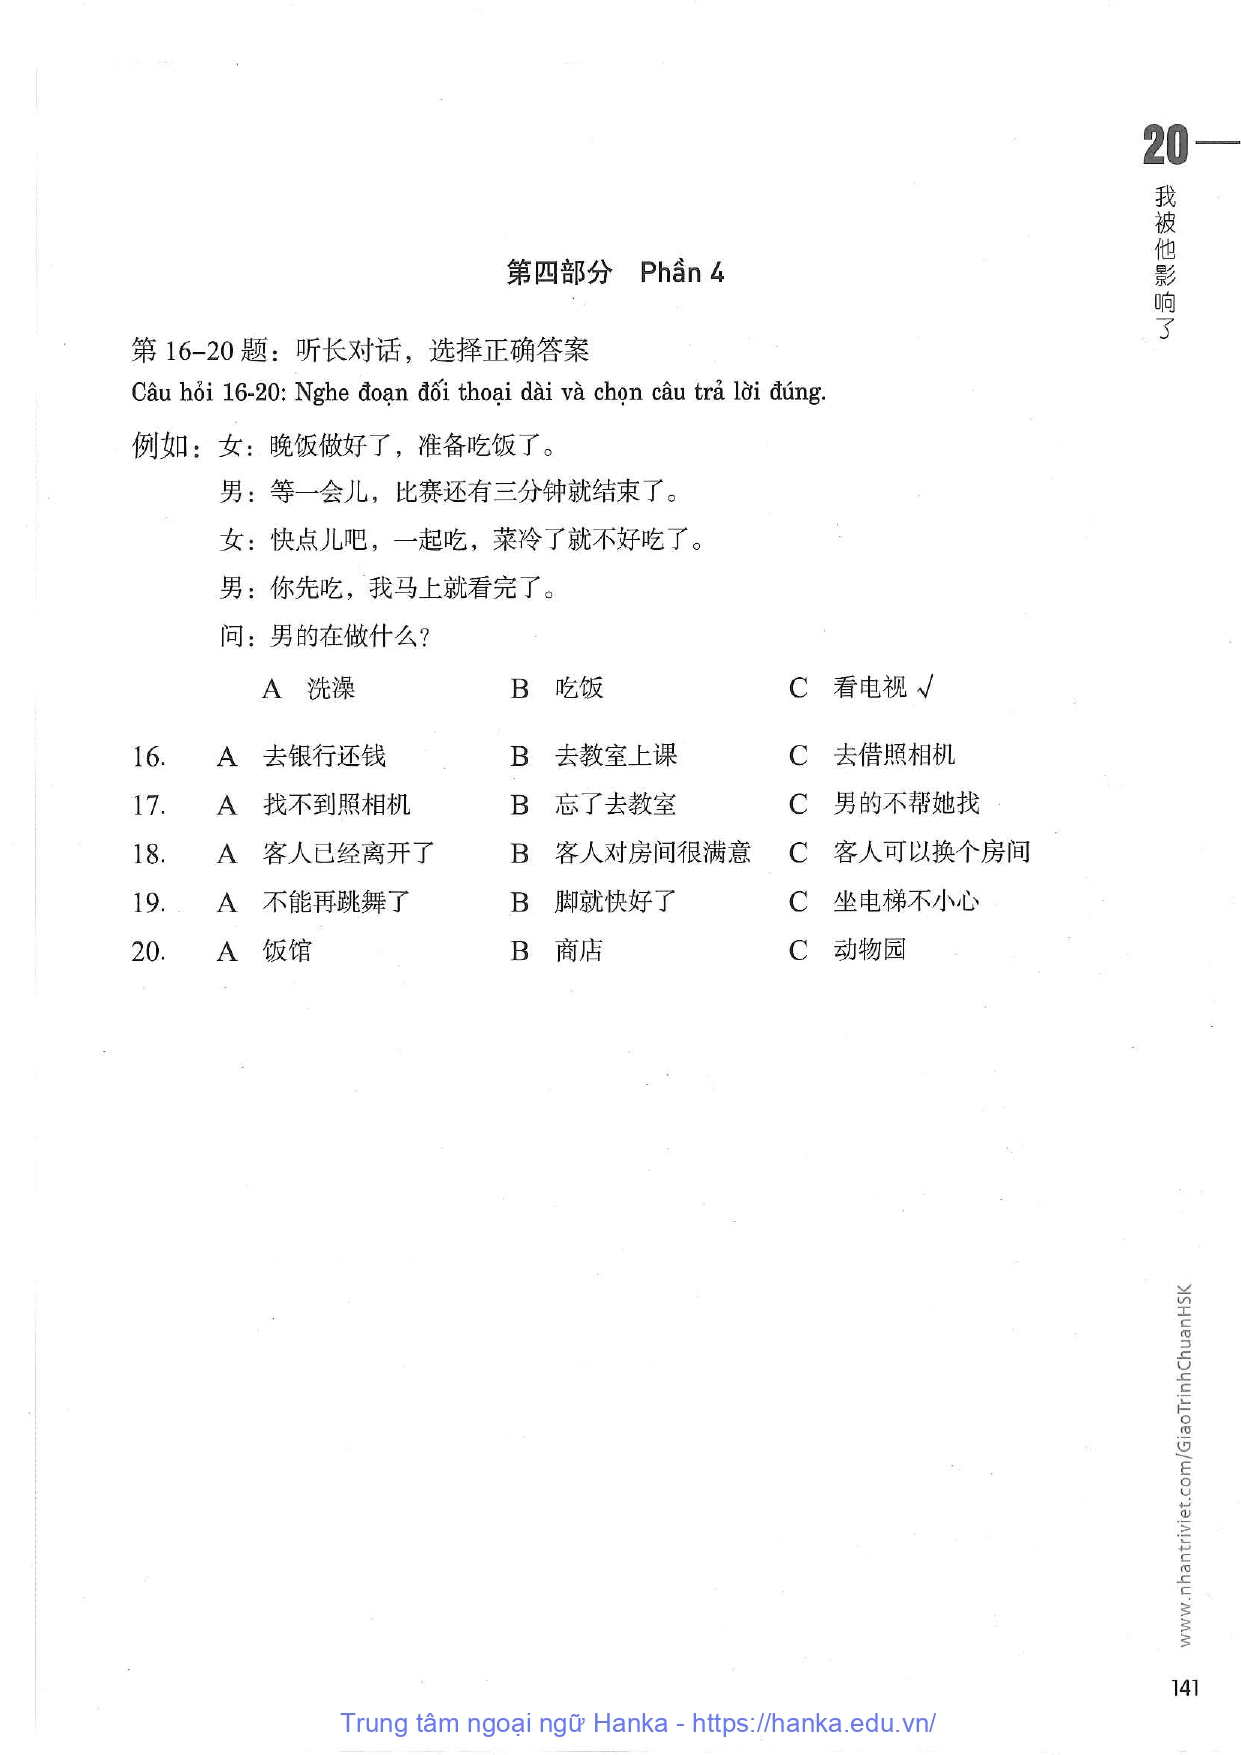 20
我被他影响了
第四部分 Phần 4
第 16–20 题：听长对话，选择正确答案
Câu hỏi 16-20: Nghe đoạn đối thoại dài và chọn câu trả lời đúng.
例如：女：晚饭做好了，准备吃饭了。
男：等一会儿，比赛还有三分钟就结束了。
女：快点儿吧，一起吃，菜冷了就不好吃了。
男：你先吃，我马上就看完了。
问：男的在做什么？
A 洗澡 B 吃饭 C 看电视 √
16. A 去银行还钱 B 去教室上课 C 去借照相机
17. A 找不到照相机 B 忘了去教室 C 男的不帮她找
18. A 客人已经离开了 B 客人对房间很满意 C 客人可以换个房间
19. A 不能再跳舞了 B 脚就快好了 C 坐电梯不小心
20. A 饭馆 B 商店 C 动物园
www.nhantriviet.com/GiaoTrinhChuanHSK
141
Trung tâm ngoại ngữ Hanka - https://hanka.edu.vn/